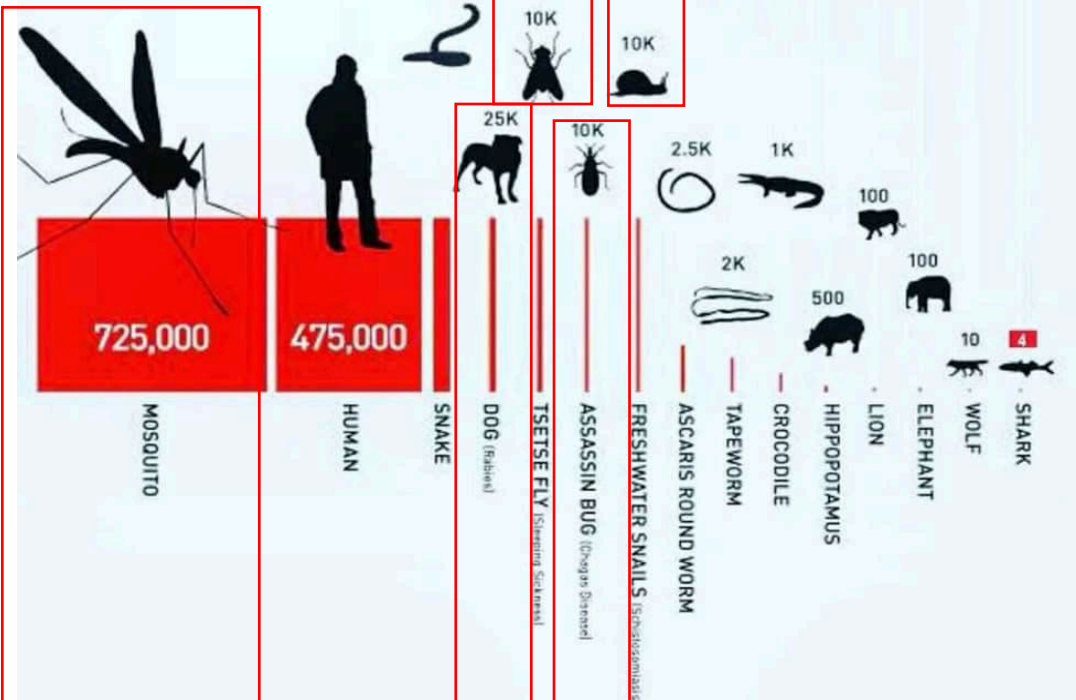 10K
10K
25K
10K
2.5K
1K
100
2K
100
500
10
4
725,000
475,000
MOSQUITO
HUMAN
SNAKE
DOG (Rabies)
TSETSE FLY (Sleeping Sickness)
ASSASSIN BUG (Chagas Disease)
FRESHWATER SNAILS (Schistosomiasis
ASCARIS ROUND WORM
TAPEWORM
CROCODILE
HIPPOPOTAMUS
LION
ELEPHANT
WOLF
SHARK